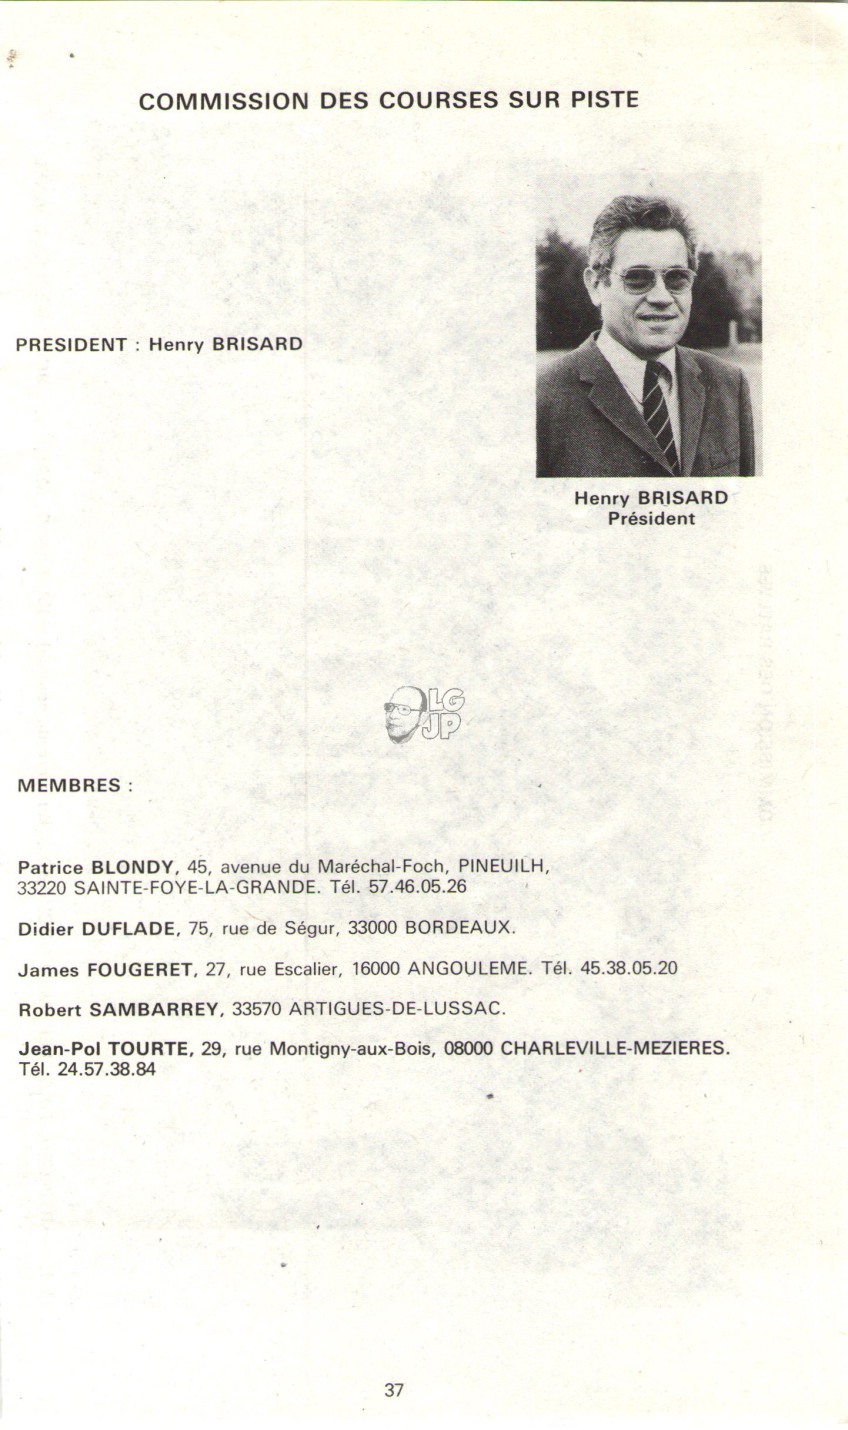 COMMISSION DES COURSES SUR PISTE
PRESIDENT : Henry BRISARD
Henry BRISARD
Président
LG
JP
MEMBRES :
Patrice BLONDY, 45, avenue du Maréchal-Foch, PINEUILH,
33220 SAINTE-FOYE-LA-GRANDE. Tél. 57.46.05.26
Didier DUFLADE, 75, rue de Ségur, 33000 BORDEAUX.
James FOUGERET, 27, rue Escalier, 16000 ANGOULEME. Tél. 45.38.05.20
Robert SAMBARREY, 33570 ARTIGUES-DE-LUSSAC.
Jean-Pol TOURTE, 29, rue Montigny-aux-Bois, 08000 CHARLEVILLE-MEZIERES.
Tél. 24.57.38.84
37